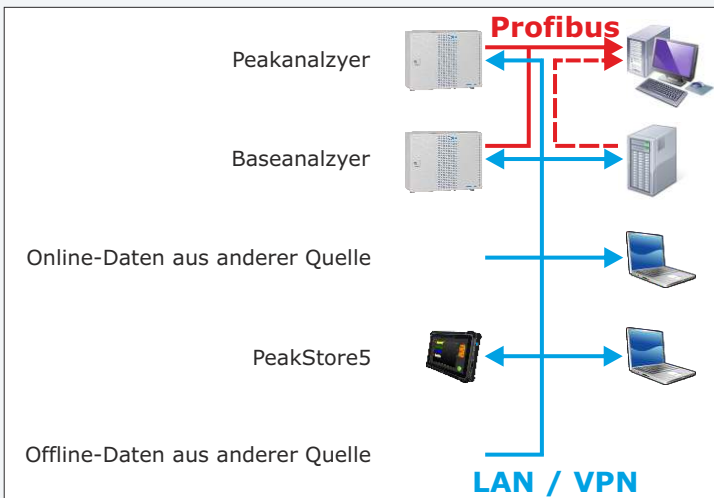 Profibus
Peakanalzyer
Baseanalzyer
Online-Daten aus anderer Quelle
PeakStore5
Offline-Daten aus anderer Quelle
LAN / VPN